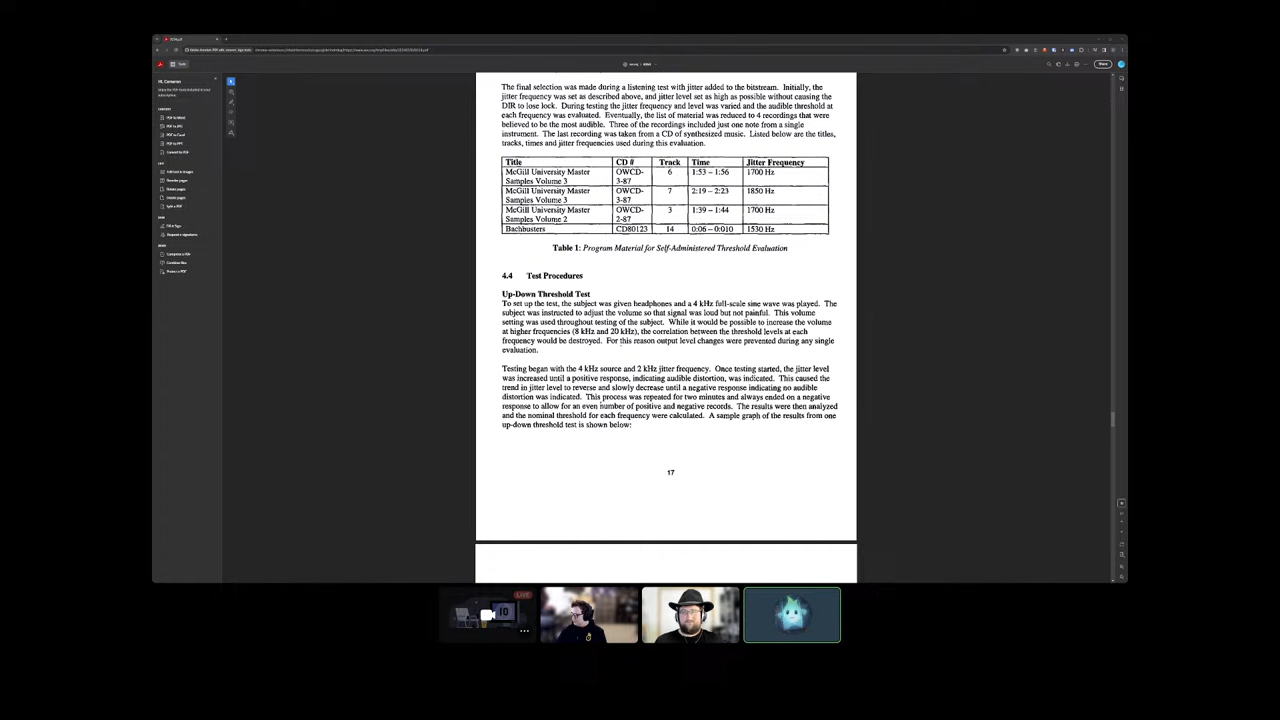 Hi, Cameron
Share
The final selection was made during a listening test with jitter added to the bitstream. Initially, the
jitter frequency was set as described above, and jitter level set as high as possible without causing the
DIR to lose lock. During testing the jitter frequency and level was varied and the audible threshold at
each frequency was evaluated. Eventually, the list of material was reduced to 4 recordings that were
believed to be the most audible. Three of the recordings included just one note from a single
instrument. The last recording was taken from a CD of synthesized music. Listed below are the titles,
tracks, times and jitter frequencies used during this evaluation.
Title CD # Track Time Jitter Frequency
McGill University Master Samples Volume 3 OWCD-3-87 6 1:53 – 1:56 1700 Hz
McGill University Master Samples Volume 3 OWCD-3-87 7 2:19 – 2:23 1850 Hz
McGill University Master Samples Volume 2 OWCD-2-87 3 1:39 – 1:44 1700 Hz
Bachbusters CD80123 14 0:06 – 0:010 1530 Hz
Table 1: Program Material for Self-Administered Threshold Evaluation
4.4 Test Procedures
Up-Down Threshold Test
To set up the test, the subject was given headphones and a 4 kHz full-scale sine wave was played. The
subject was instructed to adjust the volume so that signal was loud but not painful. This volume
setting was used throughout testing of the subject. While it would be possible to increase the volume
at higher frequencies (8 kHz and 20 kHz), the correlation between the threshold levels at each
frequency would be destroyed. For this reason output level changes were prevented during any single
evaluation.
Testing began with the 4 kHz source and 2 kHz jitter frequency. Once testing started, the jitter level
was increased until a positive response, indicating audible distortion, was indicated. This caused the
trend in jitter level to reverse and slowly decrease until a negative response indicating no audible
distortion was indicated. This process was repeated for two minutes and always ended on a negative
response to allow for an even number of positive and negative records. The results were then analyzed
and the nominal threshold for each frequency were calculated. A sample graph of the results from one
up-down threshold test is shown below:
17
LIVE